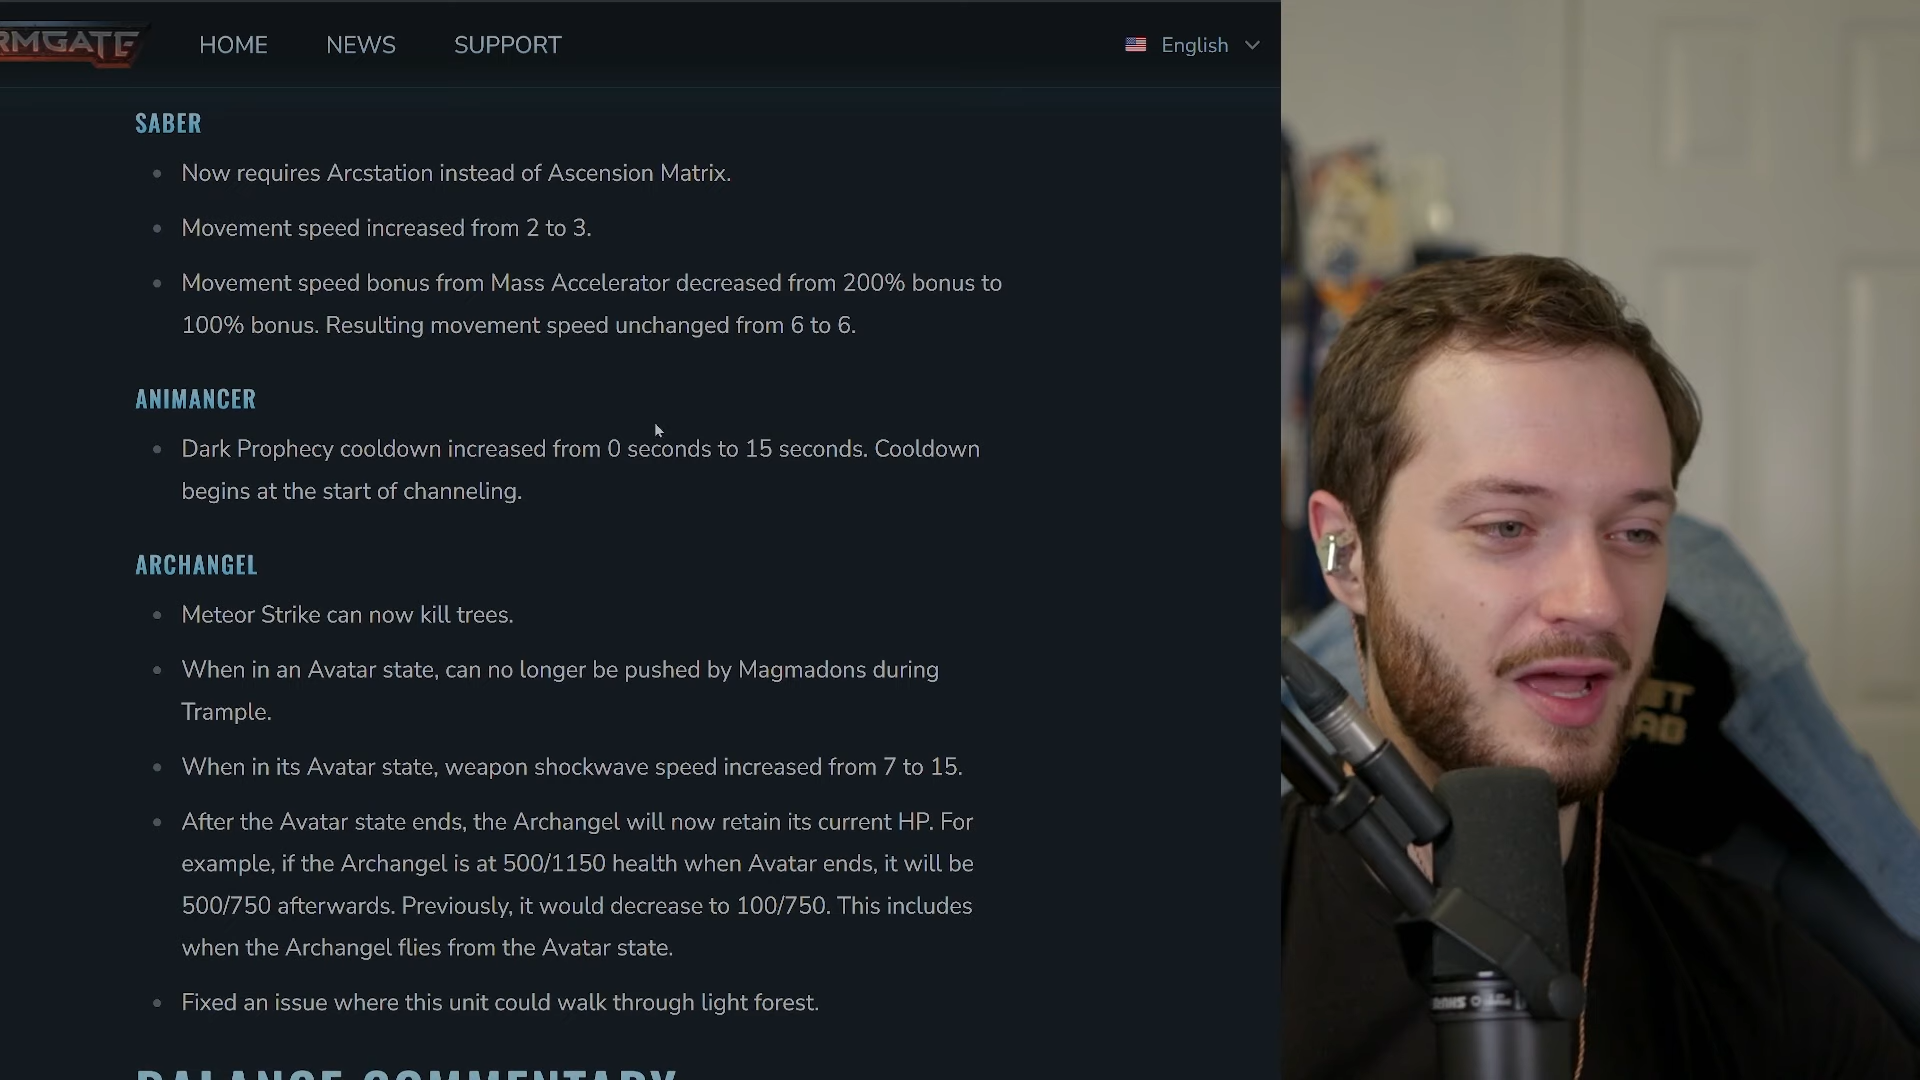 RMGATE
HOME
NEWS
SUPPORT
English
SABER
Now requires Arcstation instead of Ascension Matrix.
Movement speed increased from 2 to 3.
Movement speed bonus from Mass Accelerator decreased from 200% bonus to
100% bonus. Resulting movement speed unchanged from 6 to 6.
ANIMANCER
Dark Prophecy cooldown increased from 0 seconds to 15 seconds. Cooldown
begins at the start of channeling.
ARCHANGEL
Meteor Strike can now kill trees.
When in an Avatar state, can no longer be pushed by Magmadons during
Trample.
When in its Avatar state, weapon shockwave speed increased from 7 to 15.
After the Avatar state ends, the Archangel will now retain its current HP. For
example, if the Archangel is at 500/1150 health when Avatar ends, it will be
500/750 afterwards. Previously, it would decrease to 100/750. This includes
when the Archangel flies from the Avatar state.
Fixed an issue where this unit could walk through light forest.
BALANCE COMMENTARY